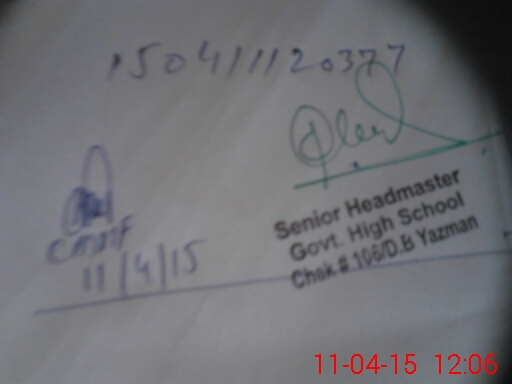 150411120377
11/4/15
Senior Headmaster
Govt. High School
Chak # 106/D.B Yazman
11-04-15 12:06